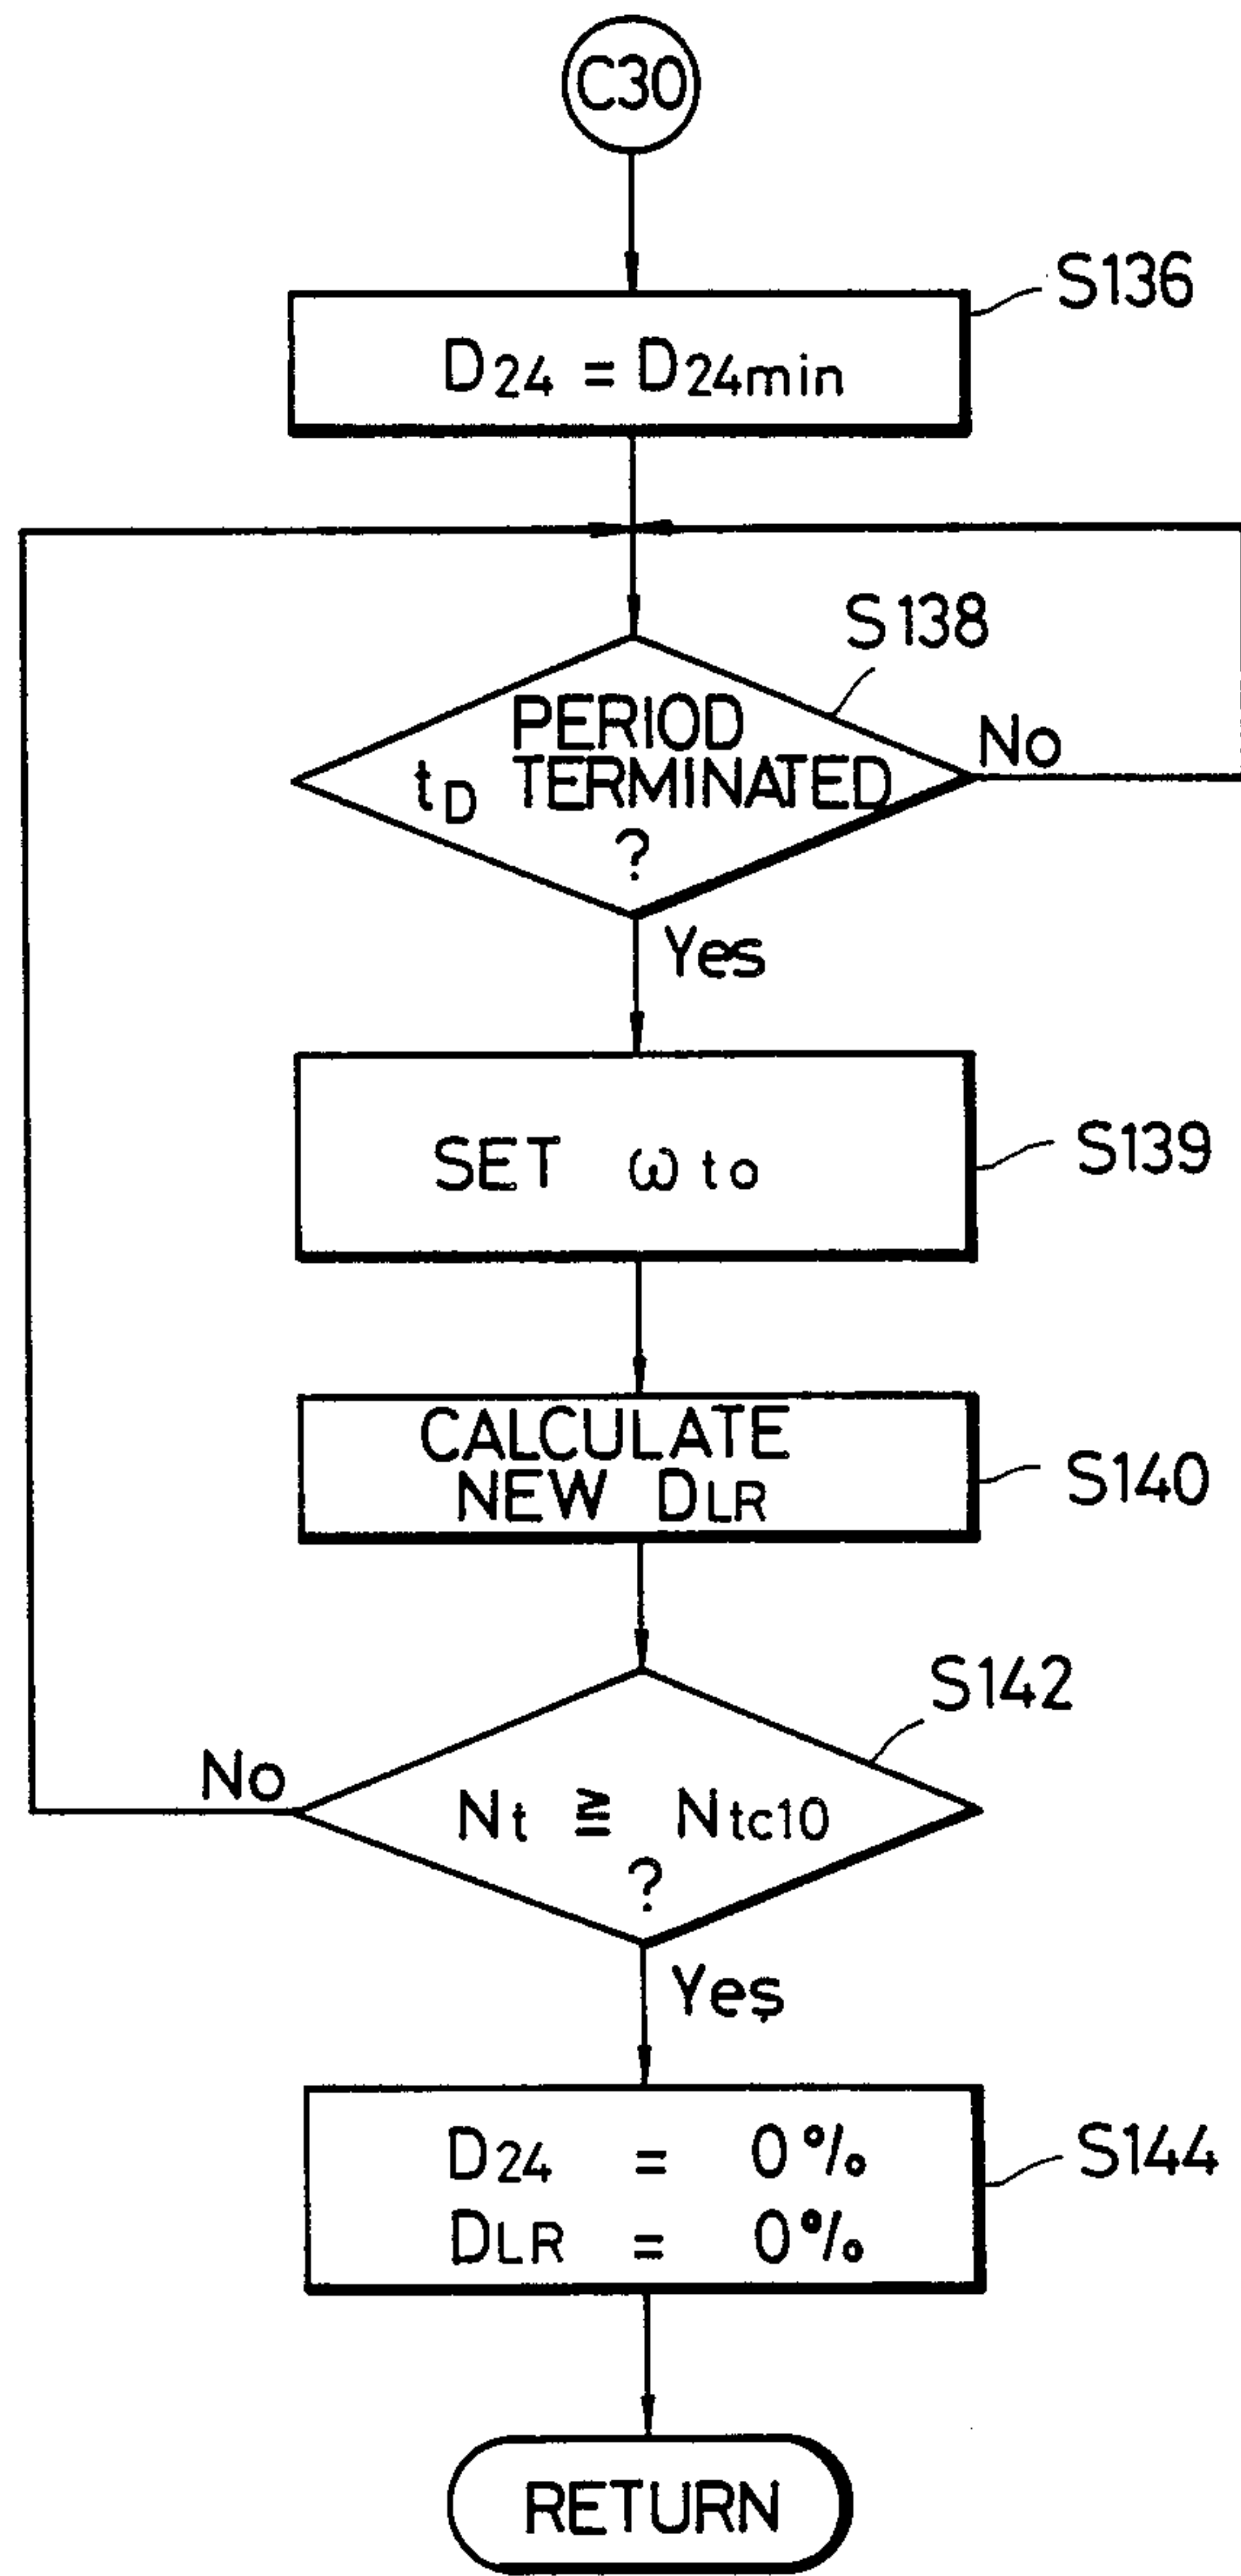 C30
S136
D24 = D24min
S138
PERIOD
tD TERMINATED
?
No
Yes
SET ωto
S139
CALCULATE
NEW DLR
S140
S142
No
Nt ≧ Ntc10
?
Yes
D24 = 0%
DLR = 0%
S144
RETURN